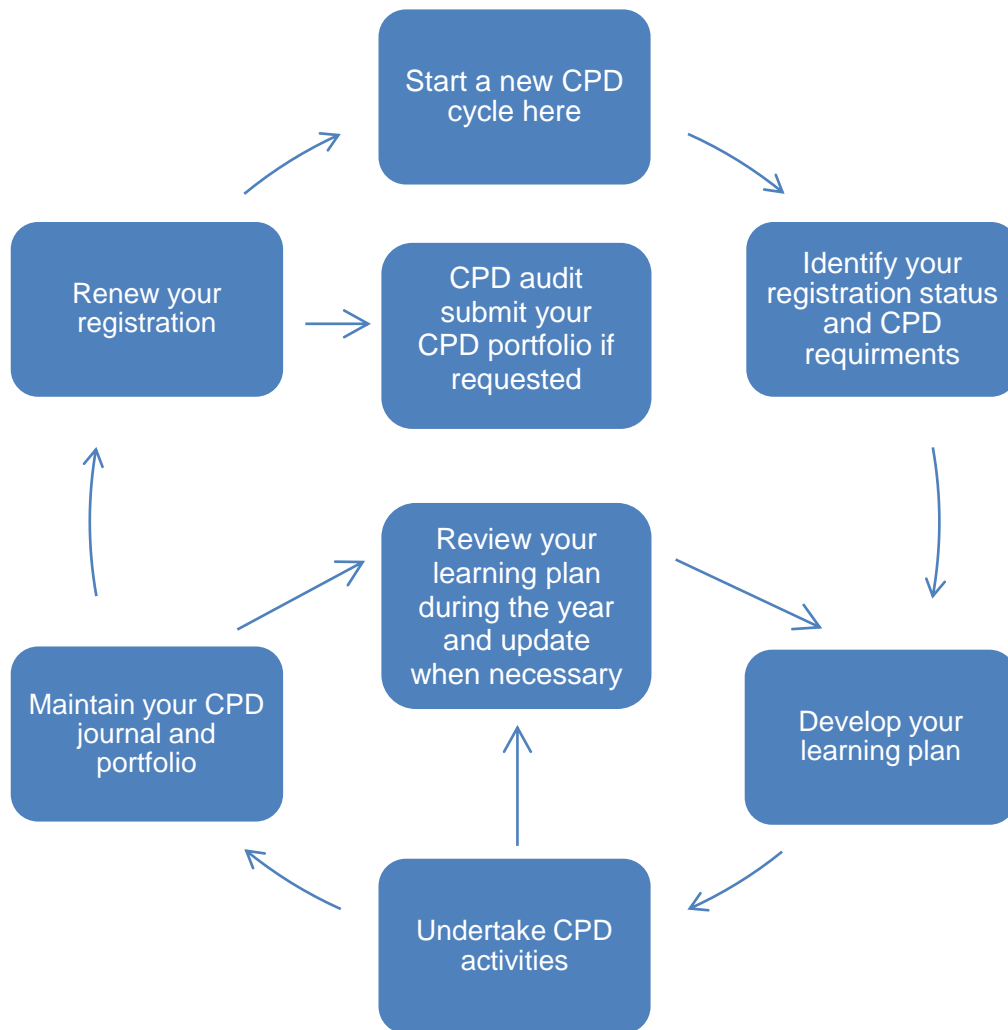 Start a new CPD
cycle here
Renew your
registration
CPD audit
submit your
CPD portfolio if
requested
Identify your
registration status
and CPD
requirments
Review your
learning plan
during the year
and update
when necessary
Maintain your CPD
journal and
portfolio
Develop your
learning plan
Undertake CPD
activities